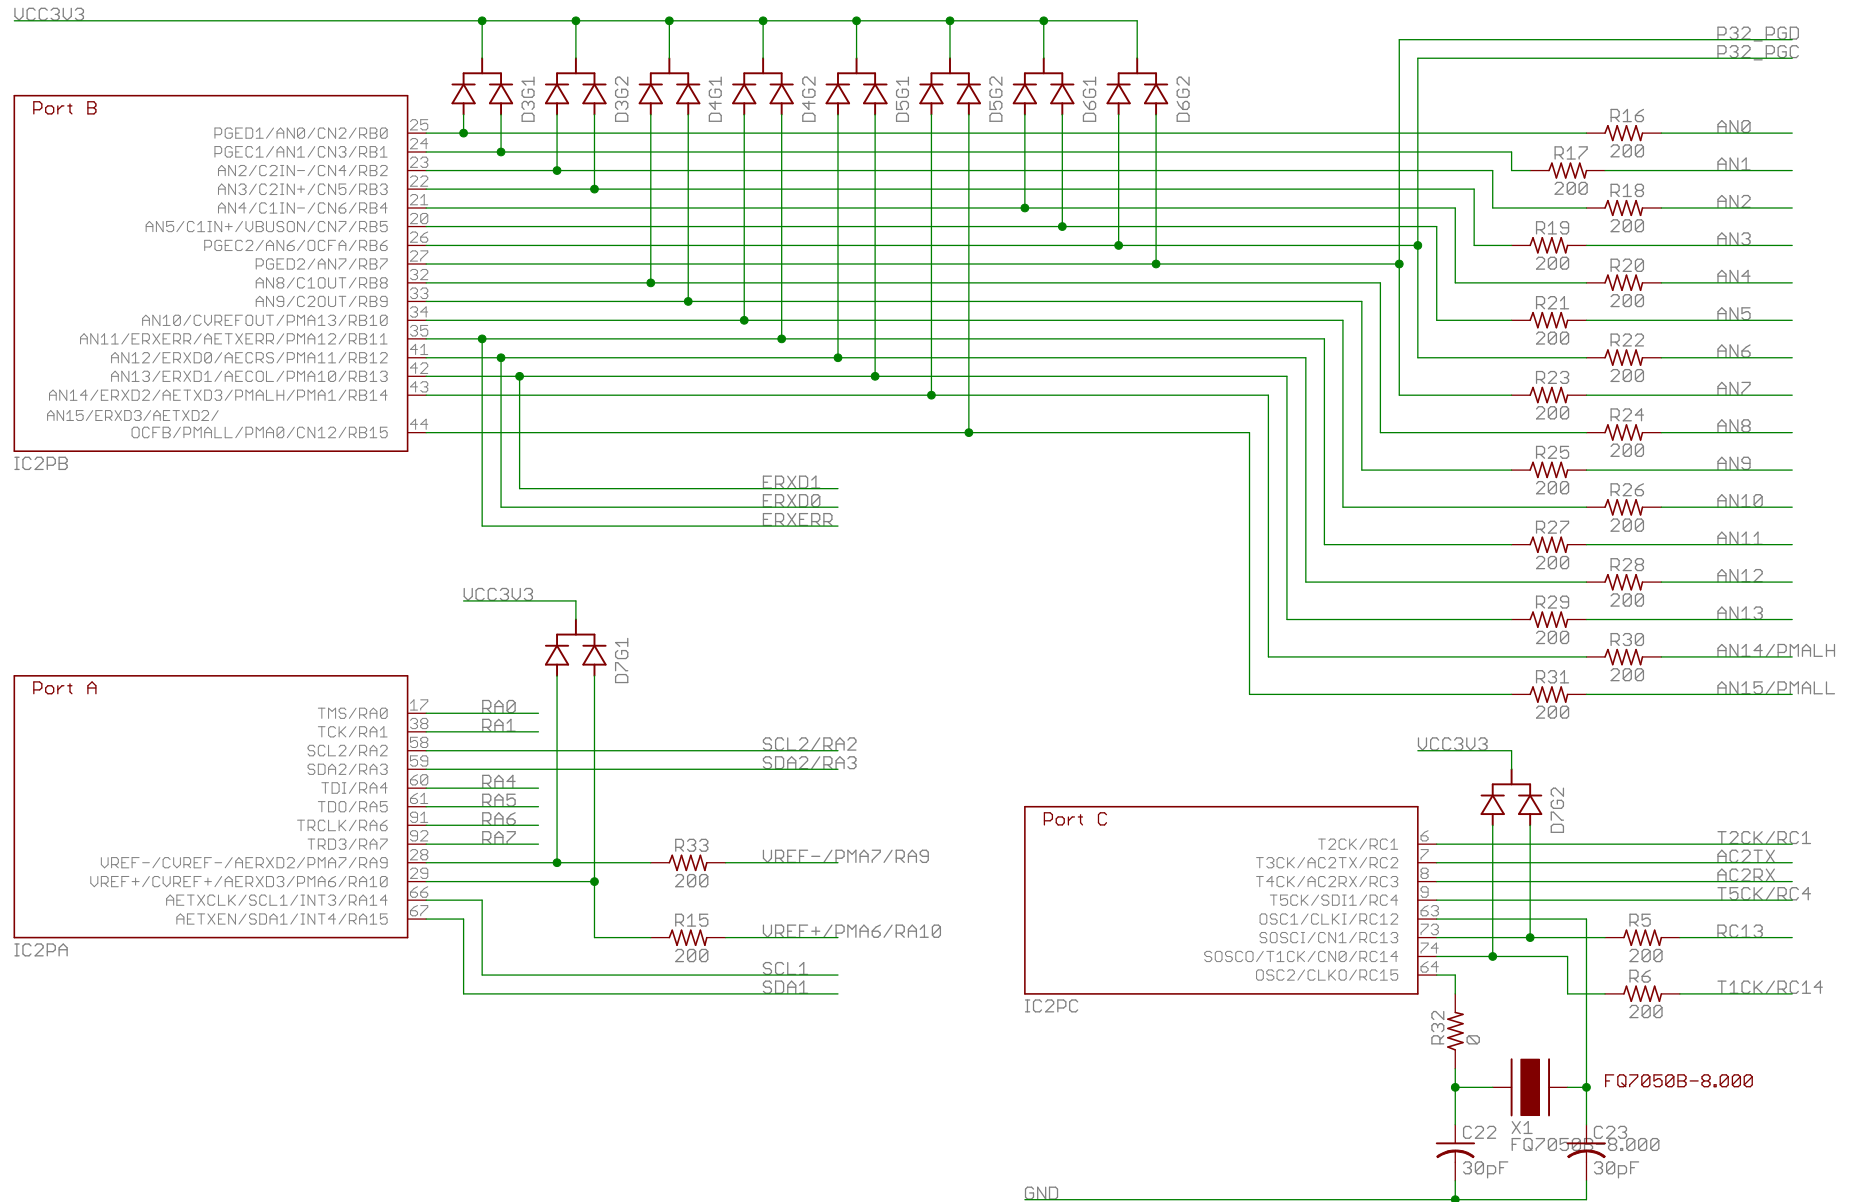 VCC3V3
P32_PGD
P32_PGC
D3G1
D3G2
D4G1
D4G2
D5G1
D5G2
D6G1
D6G2
Port B
PGED1/AN0/CN2/RB0 25
PGEC1/AN1/CN3/RB1 24
AN2/C2IN-/CN4/RB2 23
AN3/C2IN+/CN5/RB3 22
AN4/C1IN-/CN6/RB4 21
AN5/C1IN+/VBUSON/CN7/RB5 20
PGEC2/AN6/OCFA/RB6 26
PGED2/AN7/RB7 27
AN8/C1OUT/RB8 32
AN9/C2OUT/RB9 33
AN10/CVREFOUT/PMA13/RB10 34
AN11/ERXERR/AETXERR/PMA12/RB11 35
AN12/ERXD0/AECRS/PMA11/RB12 41
AN13/ERXD1/AECOL/PMA10/RB13 42
AN14/ERXD2/AETXD3/PMALH/PMA1/RB14 43
AN15/ERXD3/AETXD2/
OCFB/PMALL/PMA0/CN12/RB15 44
IC2PB
ERXD1
ERXD0
ERXERR
R16 200 AN0
R17 200 AN1
R18 200 AN2
R19 200 AN3
R20 200 AN4
R21 200 AN5
R22 200 AN6
R23 200 AN7
R24 200 AN8
R25 200 AN9
R26 200 AN10
R27 200 AN11
R28 200 AN12
R29 200 AN13
R30 200 AN14/PMALH
R31 200 AN15/PMALL
VCC3V3
D7G1
Port A
TMS/RA0 17 RA0
TCK/RA1 38 RA1
SCL2/RA2 58 SCL2/RA2
SDA2/RA3 59 SDA2/RA3
TDI/RA4 60 RA4
TDO/RA5 61 RA5
TRCLK/RA6 91 RA6
TRD3/RA7 92 RA7
VREF-/CVREF-/AERXD2/PMA7/RA9 28
VREF+/CVREF+/AERXD3/PMA6/RA10 29
AETXCLK/SCL1/INT3/RA14 66
AETXEN/SDA1/INT4/RA15 67
IC2PA
R33 200 VREF-/PMA7/RA9
R15 200 VREF+/PMA6/RA10
SCL1
SDA1
VCC3V3
D7G2
Port C
T2CK/RC1 6 T2CK/RC1
T3CK/AC2TX/RC2 7 AC2TX
T4CK/AC2RX/RC3 8 AC2RX
T5CK/SDI1/RC4 9 T5CK/RC4
OSC1/CLKI/RC12 63
SOSCI/CN1/RC13 73
SOSCO/T1CK/CN0/RC14 74
OSC2/CLKO/RC15 64
IC2PC
R5 200 RC13
R6 200 T1CK/RC14
R32 0
FQ7050B-8.000
X1
FQ7050B-8.000
C22 30pF
C23 30pF
GND